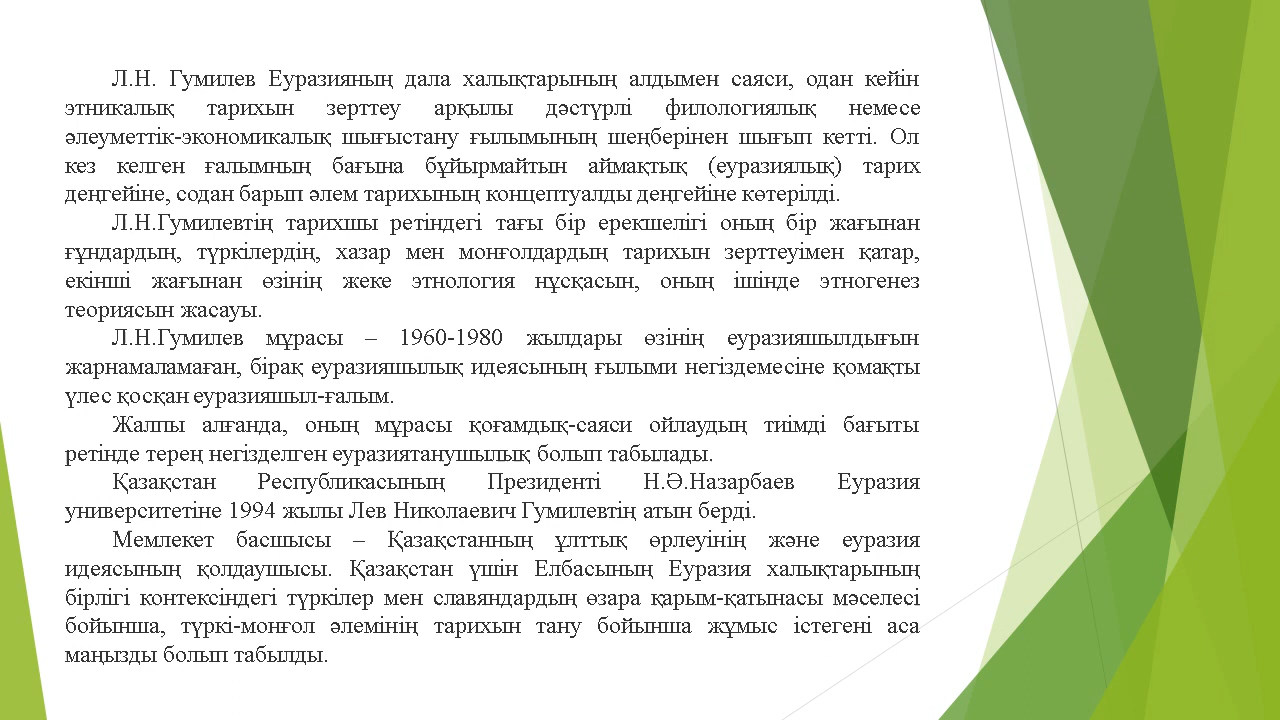 Л.Н. Гумилев Еуразияның дала халықтарының алдымен саяси, одан кейін
этникалық тарихын зерттеу арқылы дәстүрлі филологиялық немесе
әлеуметтік-экономикалық шығыстану ғылымының шеңберінен шығып кетті. Ол
кез келген ғалымның бағына бұйырмайтын аймақтық (еуразиялық) тарих
деңгейіне, содан барып әлем тарихының концептуалды деңгейіне көтерілді.
Л.Н.Гумилевтің тарихшы ретіндегі тағы бір ерекшелігі оның бір жағынан
ғұндардың, түркілердің, хазар мен монғолдардың тарихын зерттеуімен қатар,
екінші жағынан өзінің жеке этнология нұсқасын, оның ішінде этногенез
теориясын жасауы.
Л.Н.Гумилев мұрасы – 1960-1980 жылдары өзінің еуразияшылдығын
жарнамаламаған, бірақ еуразияшылық идеясының ғылыми негіздемесіне қомақты
үлес қосқан еуразияшыл-ғалым.
Жалпы алғанда, оның мұрасы қоғамдық-саяси ойлаудың тиімді бағыты
ретінде терең негізделген еуразиятанушылық болып табылады.
Қазақстан Республикасының Президенті Н.Ә.Назарбаев Еуразия
университетіне 1994 жылы Лев Николаевич Гумилевтің атын берді.
Мемлекет басшысы – Қазақстанның ұлттық өрлеуінің және еуразия
идеясының қолдаушысы. Қазақстан үшін Елбасының Еуразия халықтарының
бірлігі контексіндегі түркілер мен славяндардың өзара қарым-қатынасы мәселесі
бойынша, түркі-монғол әлемінің тарихын тану бойынша жұмыс істегені аса
маңызды болып табылды.